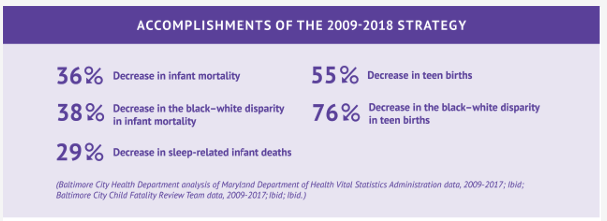 ACCOMPLISHMENTS OF THE 2009-2018 STRATEGY
36% Decrease in infant mortality
55% Decrease in teen births
38% Decrease in the black–white disparity
in infant mortality
76% Decrease in the black–white disparity
in teen births
29% Decrease in sleep-related infant deaths
(Baltimore City Health Department analysis of Maryland Department of Health Vital Statistics Administration data, 2009-2017; Ibid;
Baltimore City Child Fatality Review Team data, 2009-2017; Ibid; Ibid.)